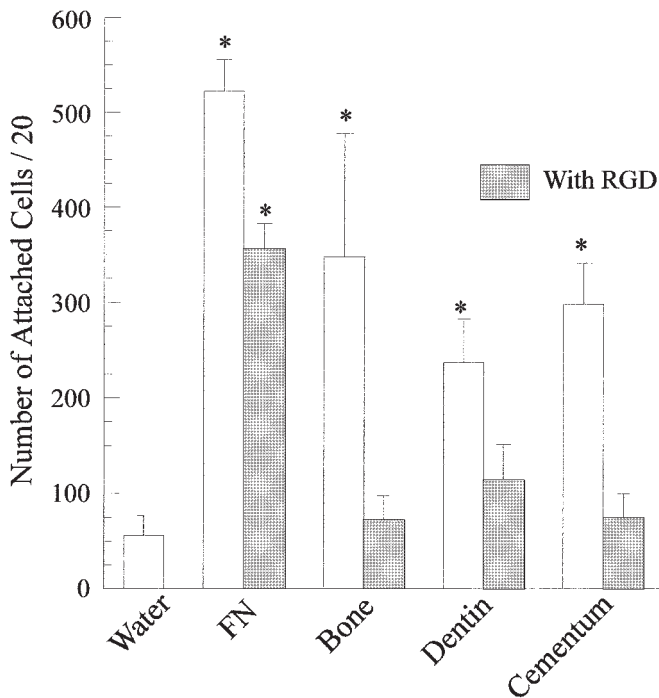 Number of Attached Cells / 20
600
500
400
300
200
100
0
*
*
*
*
*
With RGD
Water
FN
Bone
Dentin
Cementum